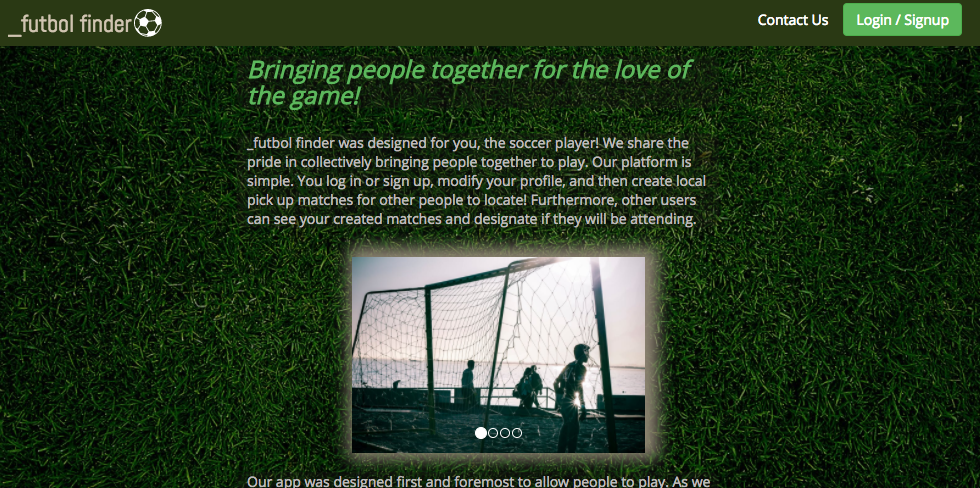 _futbol finder
Contact Us
Login / Signup
Bringing people together for the love of
the game!
_futbol finder was designed for you, the soccer player! We share the
pride in collectively bringing people together to play. Our platform is
simple. You log in or sign up, modify your profile, and then create local
pick up matches for other people to locate! Furthermore, other users
can see your created matches and designate if they will be attending.
Our app was designed first and foremost to allow people to play. As we